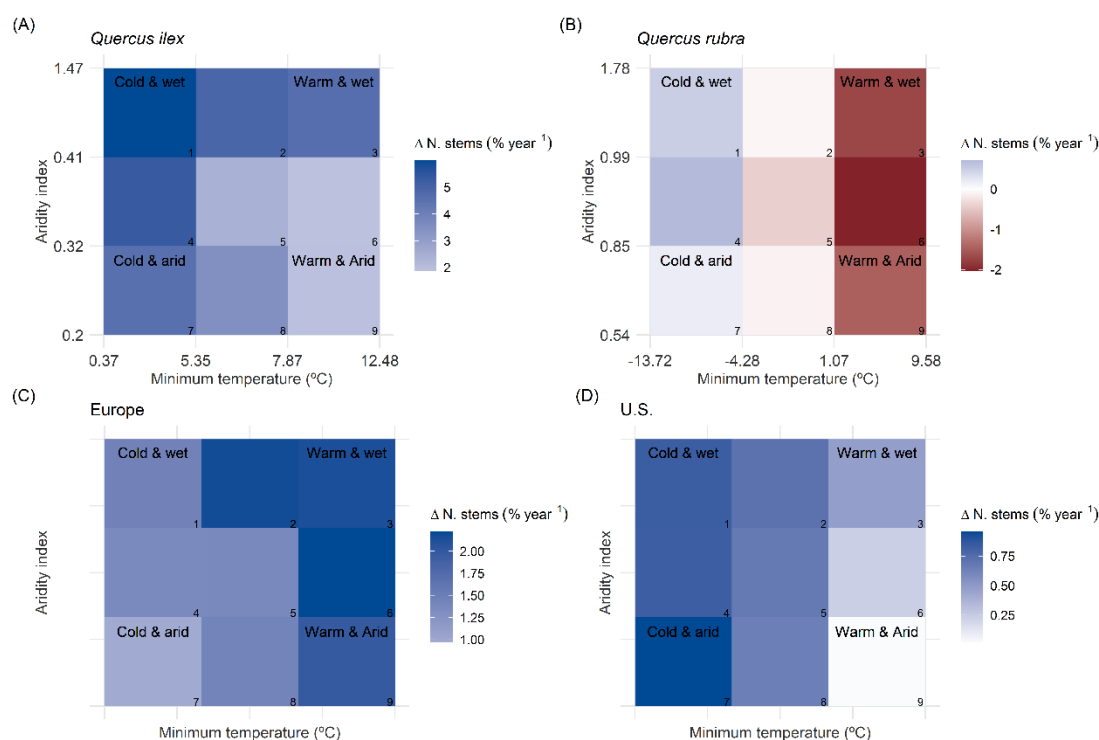 (A)
Quercus ilex
1.47
0.41
0.32
0.2
Aridity index
Cold & wet
Warm & wet
1
2
3
4
5
6
Cold & arid
Warm & Arid
7
8
9
0.37
5.35
7.87
12.48
Minimum temperature (ºC)
Δ N. stems (% year ¹)
5
4
3
2
(B)
Quercus rubra
1.78
0.99
0.85
0.54
Aridity index
Cold & wet
Warm & wet
1
2
3
4
5
6
Cold & arid
Warm & Arid
7
8
9
-13.72
-4.28
1.07
9.58
Minimum temperature (ºC)
Δ N. stems (% year ¹)
0
-1
-2
(C)
Europe
Aridity index
Cold & wet
Warm & wet
1
2
3
4
5
6
Cold & arid
Warm & Arid
7
8
9
Minimum temperature (ºC)
Δ N. stems (% year ¹)
2.00
1.75
1.50
1.25
1.00
(D)
U.S.
Aridity index
Cold & wet
Warm & wet
1
2
3
4
5
6
Cold & arid
Warm & Arid
7
8
9
Minimum temperature (ºC)
Δ N. stems (% year ¹)
0.75
0.50
0.25